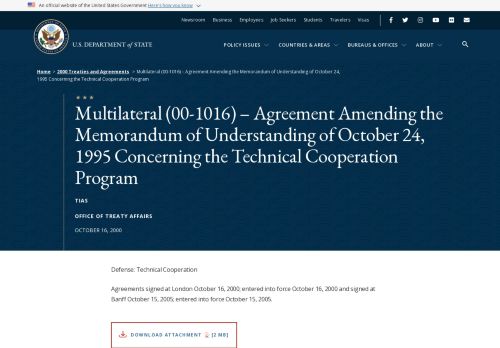 An official website of the United States Government Here's how you know
Newsroom Business Employers Job Seekers Students Travelers Visas
U.S. DEPARTMENT of STATE
POLICY ISSUES COUNTRIES & AREAS BUREAUS & OFFICES ABOUT
Home > 2000 Treaties and Agreements > Multilateral (00-1016) – Agreement Amending the Memorandum of Understanding of October 24,
1995 Concerning the Technical Cooperation Program
Multilateral (00-1016) – Agreement Amending the
Memorandum of Understanding of October 24,
1995 Concerning the Technical Cooperation
Program
TIAS
OFFICE OF TREATY AFFAIRS
OCTOBER 16, 2000
Defense: Technical Cooperation
Agreements signed at London October 16, 2000; entered into force October 16, 2000 and signed at
Banff October 15, 2005; entered into force October 15, 2005.
DOWNLOAD ATTACHMENT [2 MB]